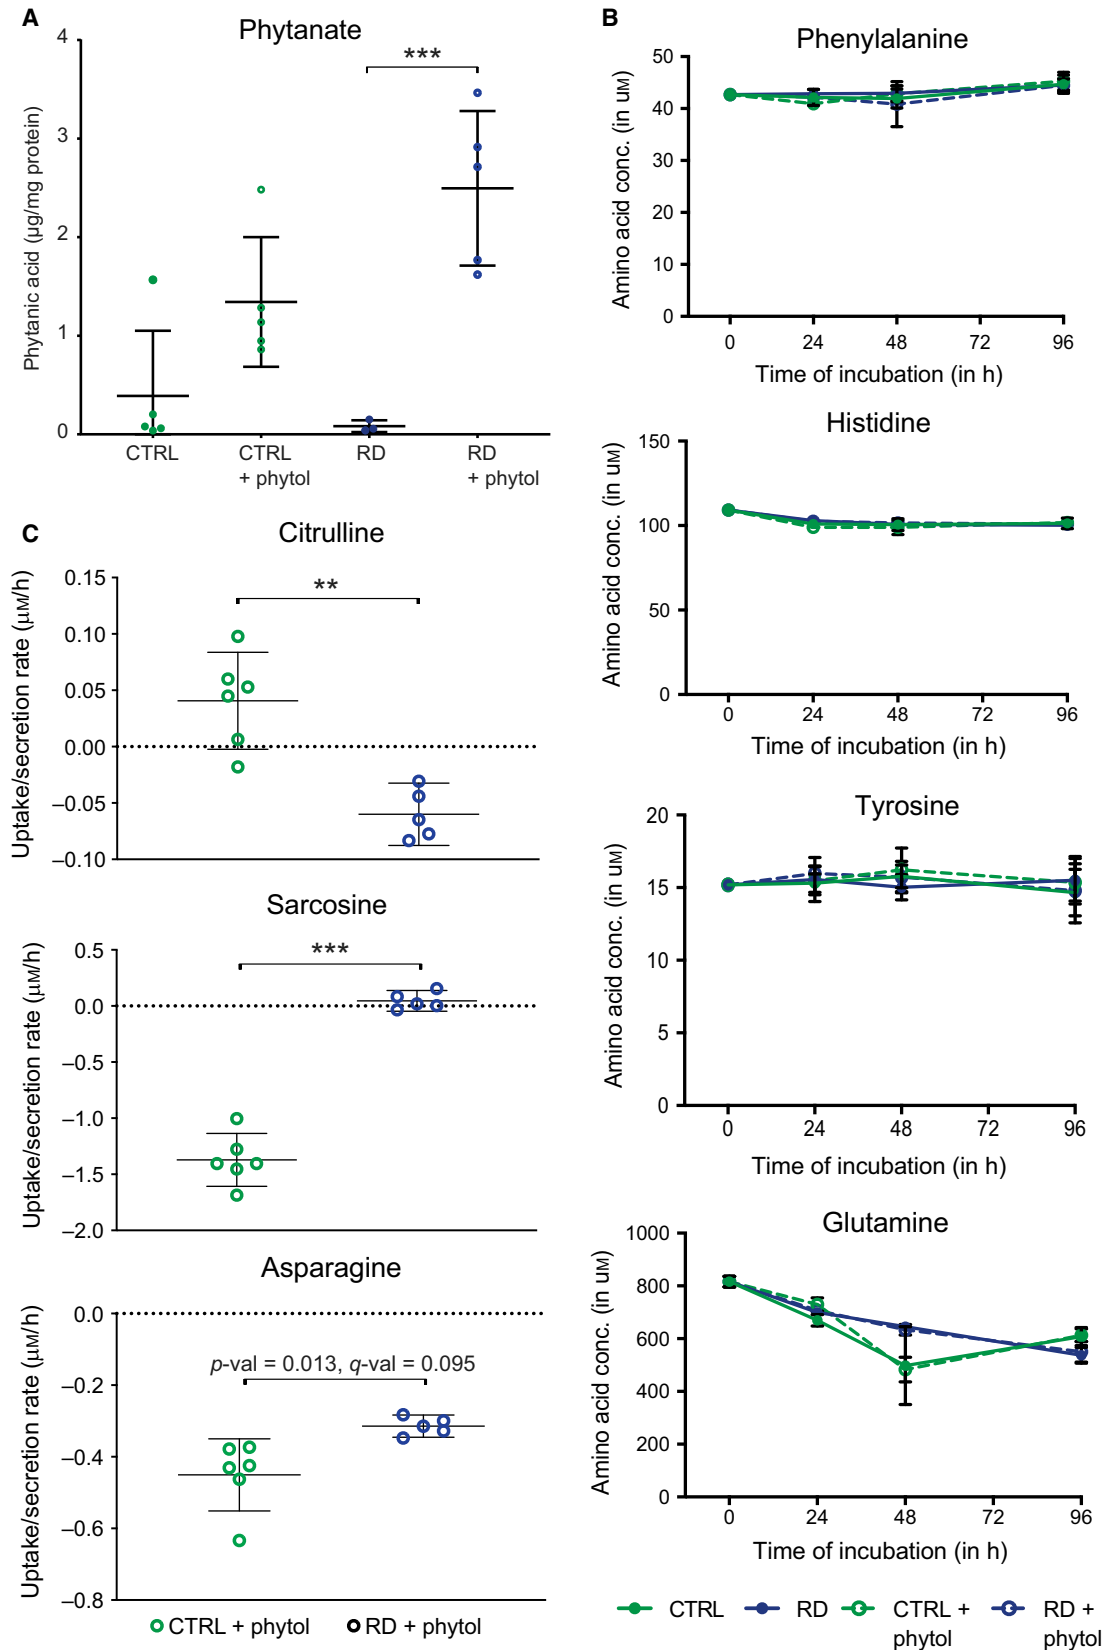 A
Phytanate
Phytanic acid (µg/mg protein)
4
3
2
1
0
***
CTRL
CTRL
+ phytol
RD
RD
+ phytol
B
Phenylalanine
Amino acid conc. (in uM)
50
40
30
20
10
0
0 24 48 72 96
Time of incubation (in h)
Histidine
Amino acid conc. (in uM)
150
100
50
0
0 24 48 72 96
Time of incubation (in h)
Tyrosine
Amino acid conc. (in uM)
20
15
10
5
0
0 24 48 72 96
Time of incubation (in h)
Glutamine
Amino acid conc. (in uM)
1000
800
600
400
200
0
0 24 48 72 96
Time of incubation (in h)
CTRL RD CTRL + phytol RD + phytol
C
Citrulline
Uptake/secretion rate (µM/h)
0.15
0.10
0.05
0.00
–0.05
–0.10
**
Sarcosine
Uptake/secretion rate (µM/h)
0.5
0.0
–0.5
–1.0
–1.5
–2.0
***
Asparagine
Uptake/secretion rate (µM/h)
0.0
–0.2
–0.4
–0.6
–0.8
p-val = 0.013, q-val = 0.095
CTRL + phytol RD + phytol